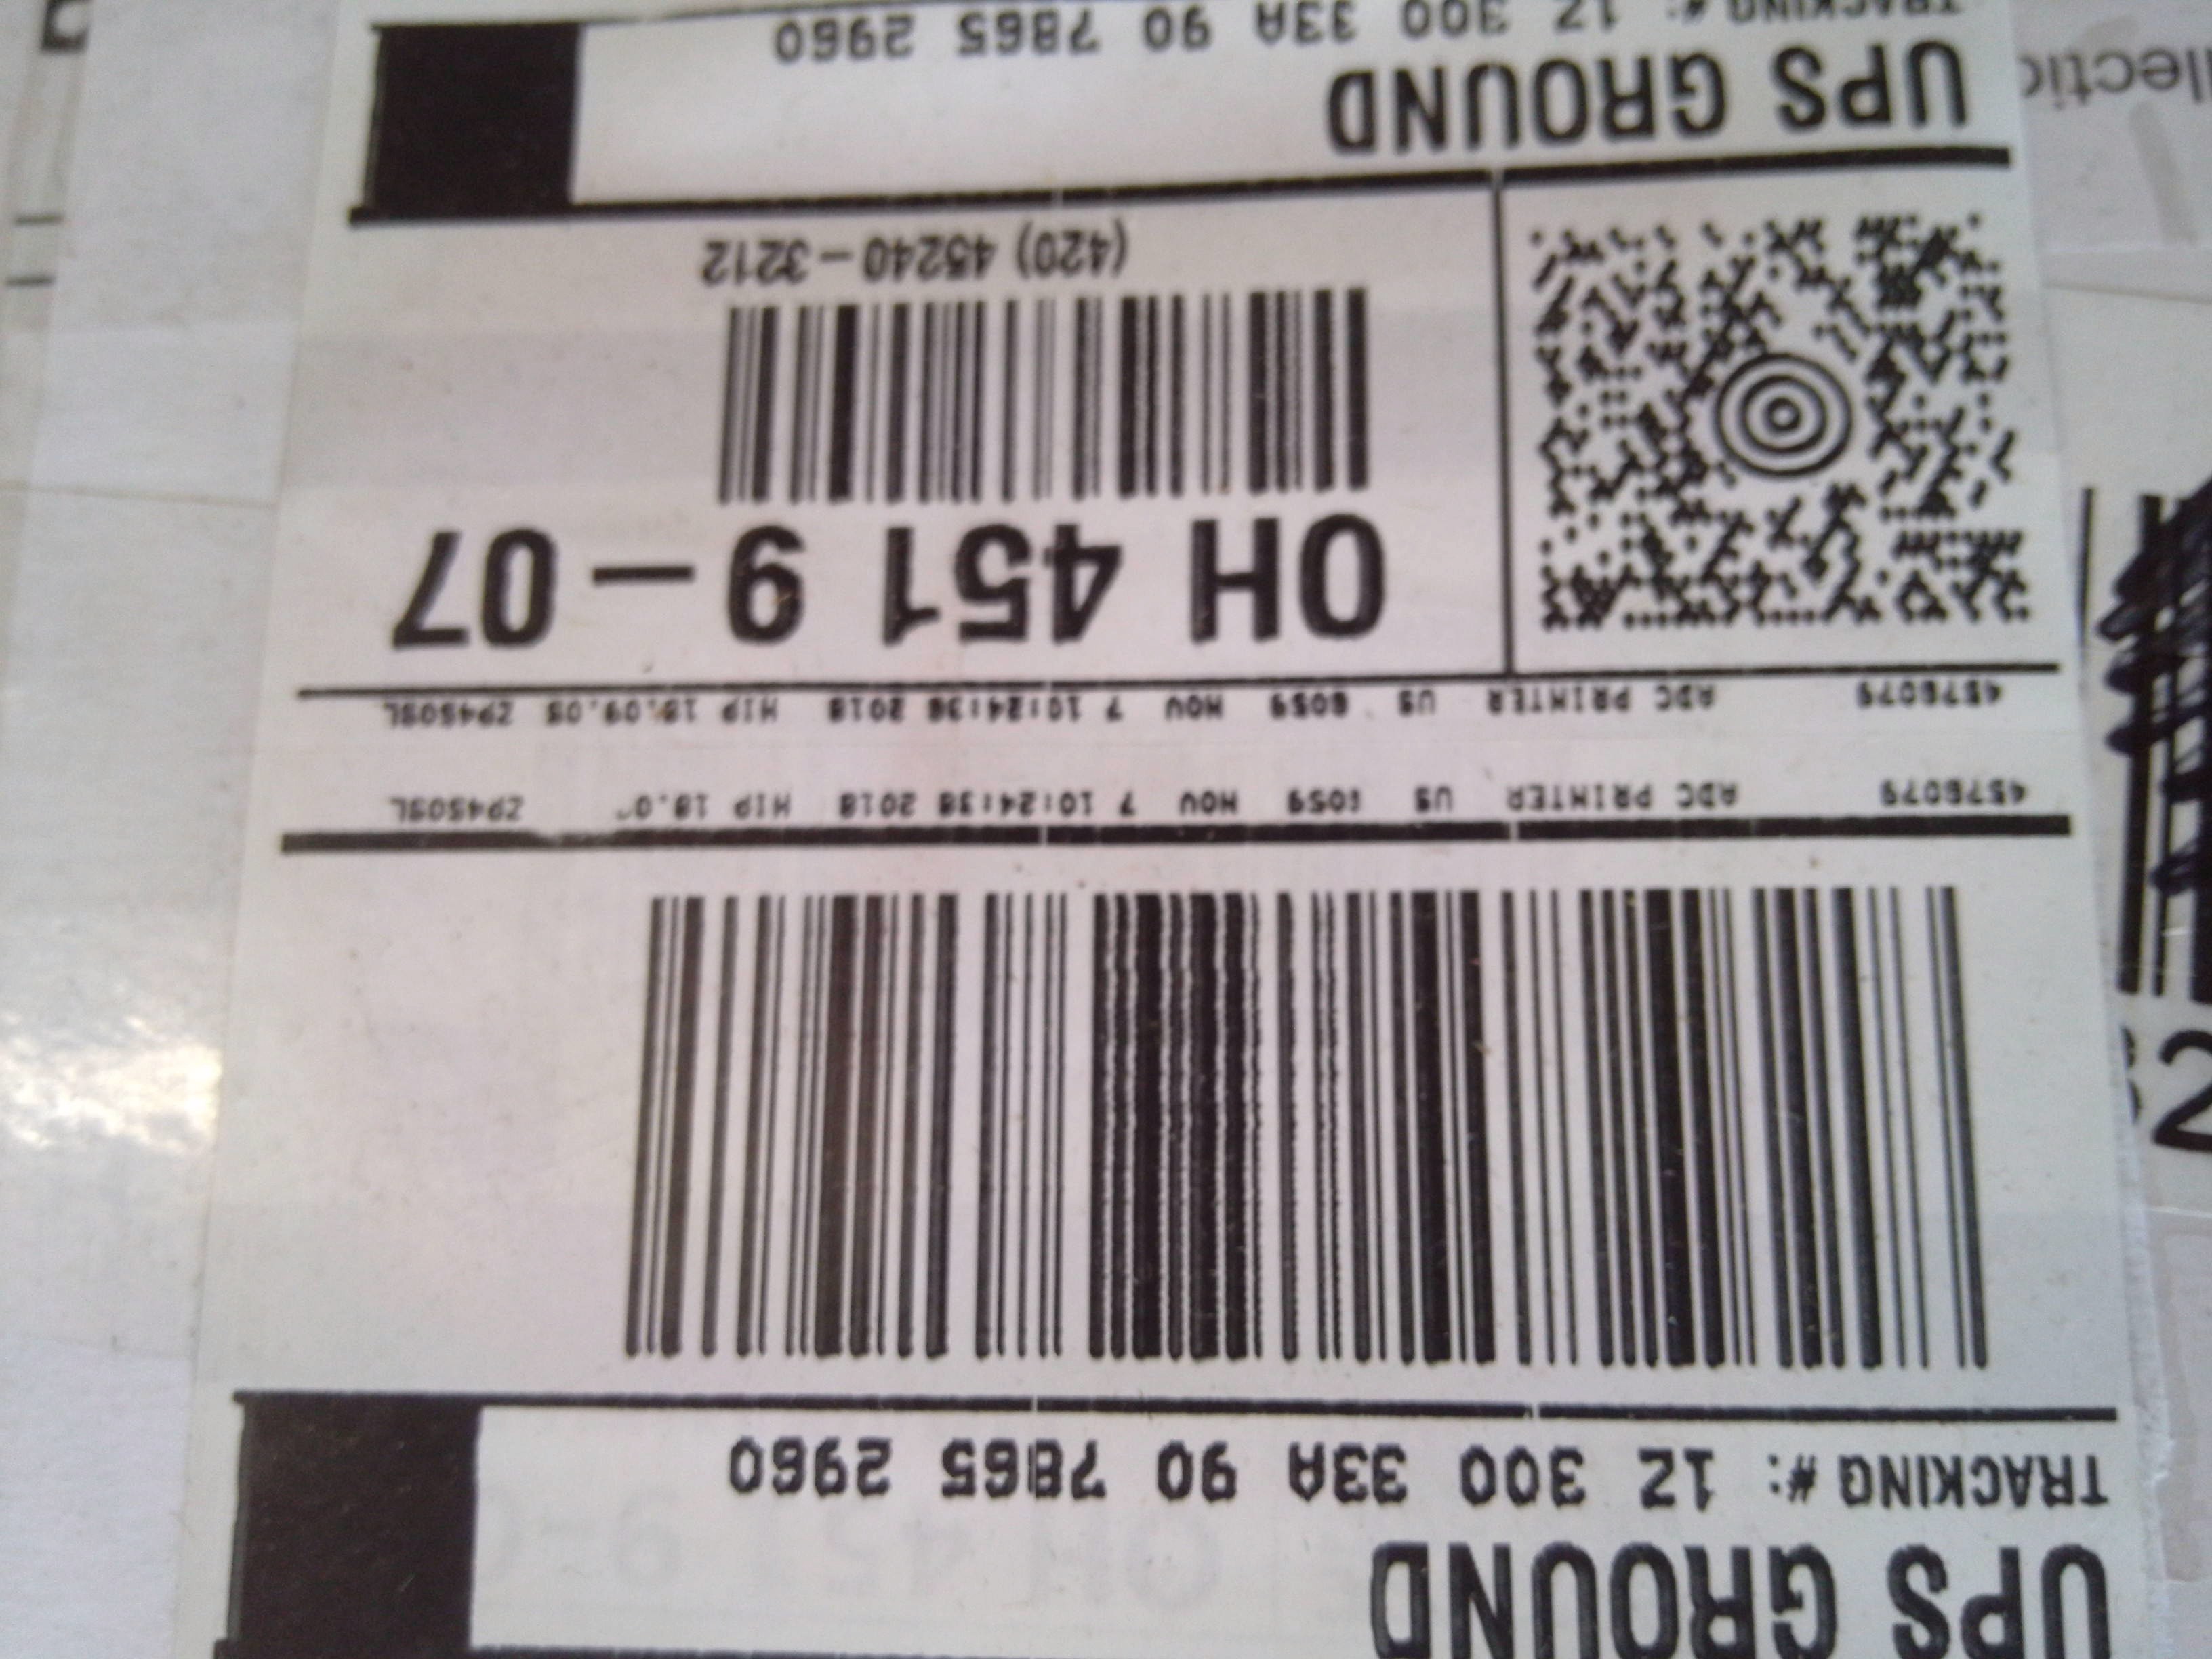 UPS GROUND
TRACKING #: 1Z 300 33A 90 7865 2960
4576079 ADC PRINTER US 6059 NOV 7 10:24:38 2018 HIP 18.0 ZP450SL
4576079 ADC PRINTER US 6059 NOV 7 10:24:36 2018 HIP 18.09.05 ZP450SL
OH 451 9-07
(420) 45240-3212
UPS GROUND
TRACKING #: 1Z 300 33A 90 7865 2960